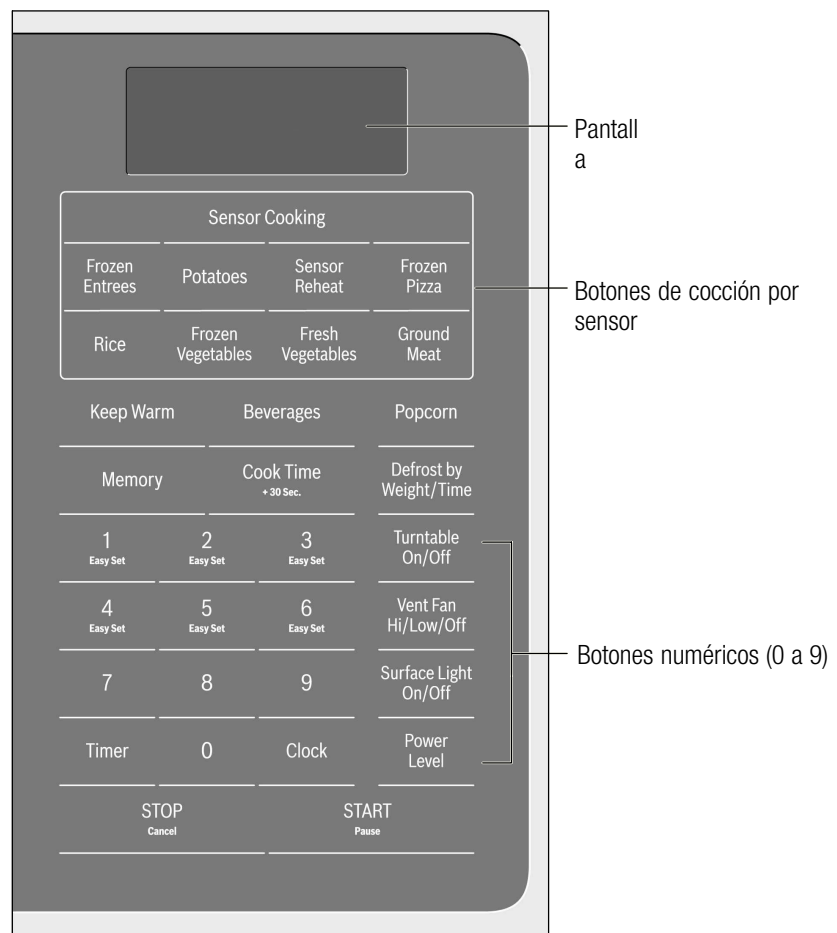 Pantall
a
Sensor Cooking
Frozen Entrees Potatoes Sensor Reheat Frozen Pizza
Botones de cocción por
sensor
Rice Frozen Vegetables Fresh Vegetables Ground Meat
Keep Warm Beverages Popcorn
Memory Cook Time + 30 Sec. Defrost by Weight/Time
1 Easy Set 2 Easy Set 3 Easy Set Turntable On/Off
4 Easy Set 5 Easy Set 6 Easy Set Vent Fan Hi/Low/Off
Botones numéricos (0 a 9)
7 8 9 Surface Light On/Off
Timer 0 Clock Power Level
STOP Cancel START Pause